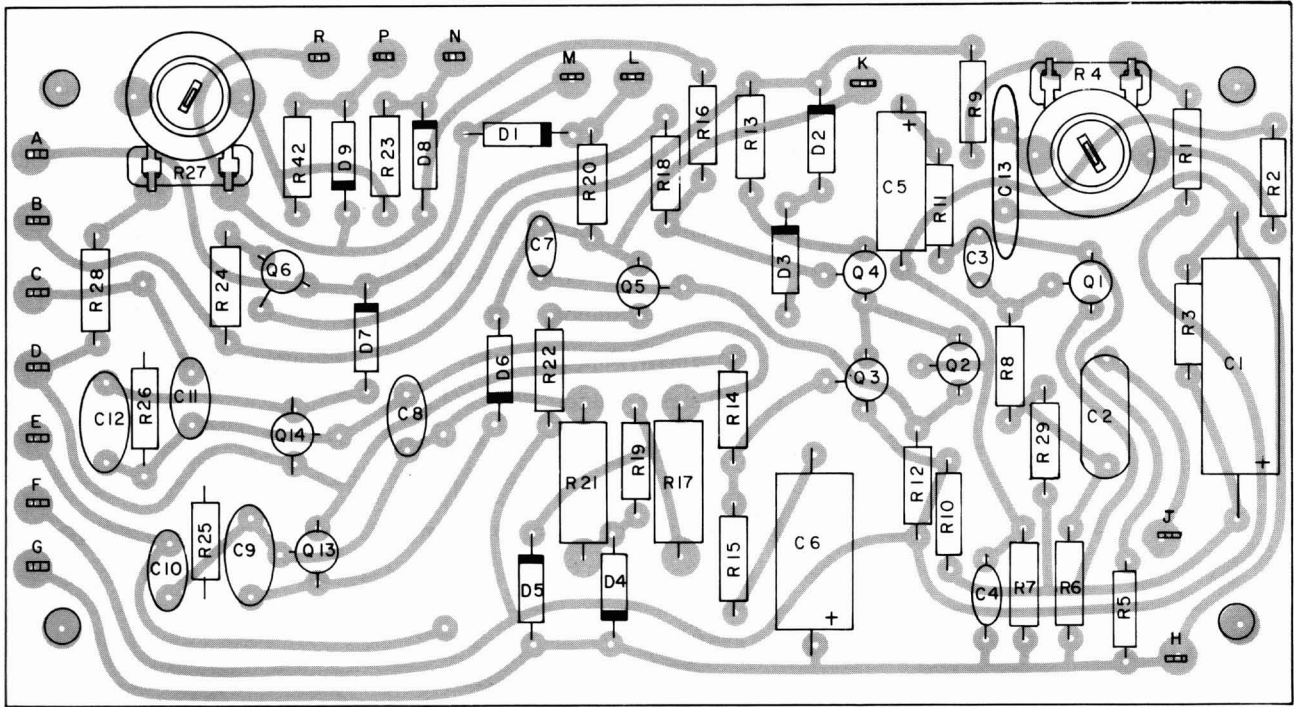 R P N
M L K
A
B
C
D
E
F
G
H
J
R27
R42
D9
R23
D8
D1
R20
R18
R16
R13
D2
C5
R11
R9
C13
R4
R1
R2
R28
R24
Q6
D7
C7
Q5
D3
Q4
C3
Q1
R3
C1
C12
R26
C11
Q14
C8
D6
R22
R14
Q3
Q2
R8
R29
C2
R21
R19
R17
R12
R10
C10
R25
C9
Q13
D5
D4
R15
C6
C4
R7
R6
R5
+
+
+